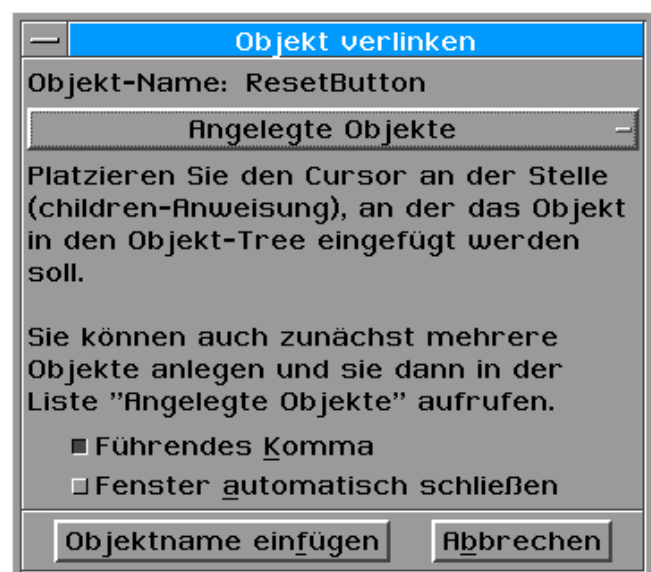 Objekt verlinken
Objekt-Name: ResetButton
Angelegte Objekte
Platzieren Sie den Cursor an der Stelle
(children-Anweisung), an der das Objekt
in den Objekt-Tree eingefügt werden
soll.
Sie können auch zunächst mehrere
Objekte anlegen und sie dann in der
Liste ”Angelegte Objekte” aufrufen.
Führendes Komma
Fenster automatisch schließen
Objektname einfügen Abbrechen